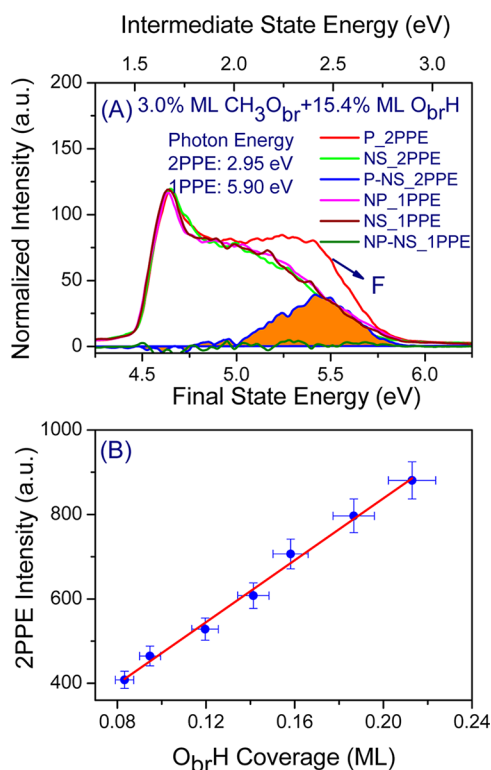 Intermediate State Energy (eV)
1.5 2.0 2.5 3.0
200
150
100
50
0
Normalized Intensity (a.u.)
(A) 3.0% ML CH₃O_br+15.4% ML O_brH
Photon Energy
2PPE: 2.95 eV
1PPE: 5.90 eV
P_2PPE
NS_2PPE
P-NS_2PPE
NP_1PPE
NS_1PPE
NP-NS_1PPE
F
4.5 5.0 5.5 6.0
Final State Energy (eV)
(B)
1000
800
600
400
2PPE Intensity (a.u.)
0.08 0.12 0.16 0.20 0.24
O_brH Coverage (ML)